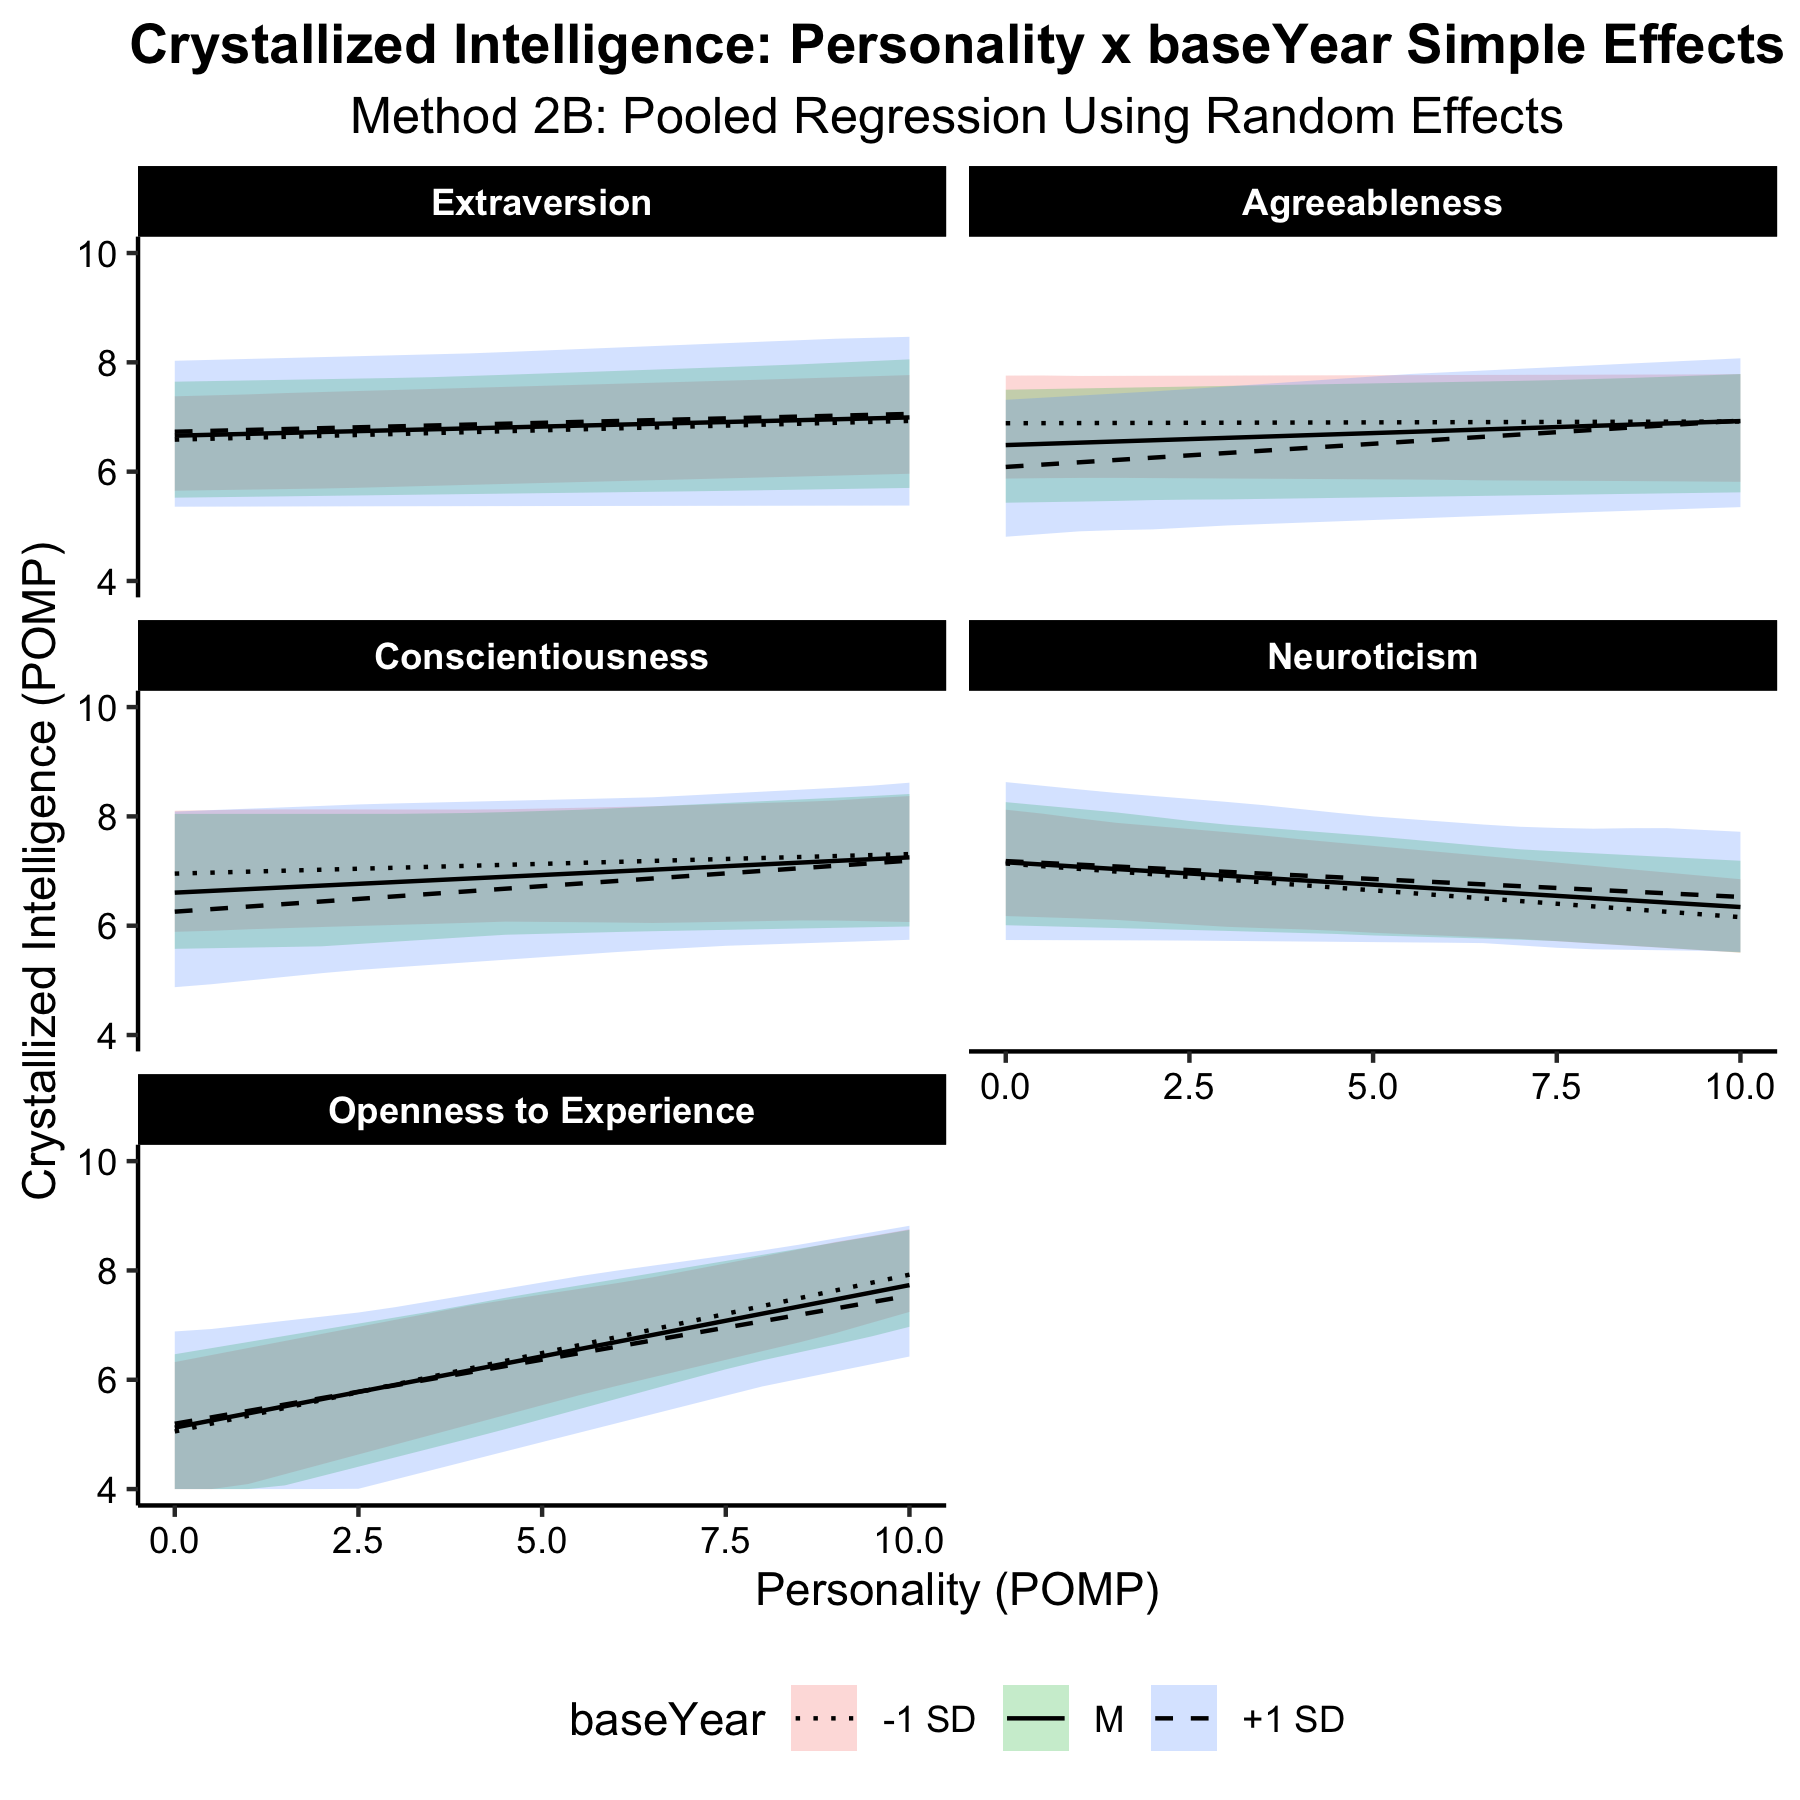 Crystallized Intelligence: Personality x baseYear Simple Effects
Method 2B: Pooled Regression Using Random Effects
Extraversion
Agreeableness
10
8
6
4
Conscientiousness
Neuroticism
10
8
6
4
0.0 2.5 5.0 7.5 10.0
Openness to Experience
10
8
6
4
0.0 2.5 5.0 7.5 10.0
Crystallized Intelligence (POMP)
Personality (POMP)
baseYear -1 SD M +1 SD